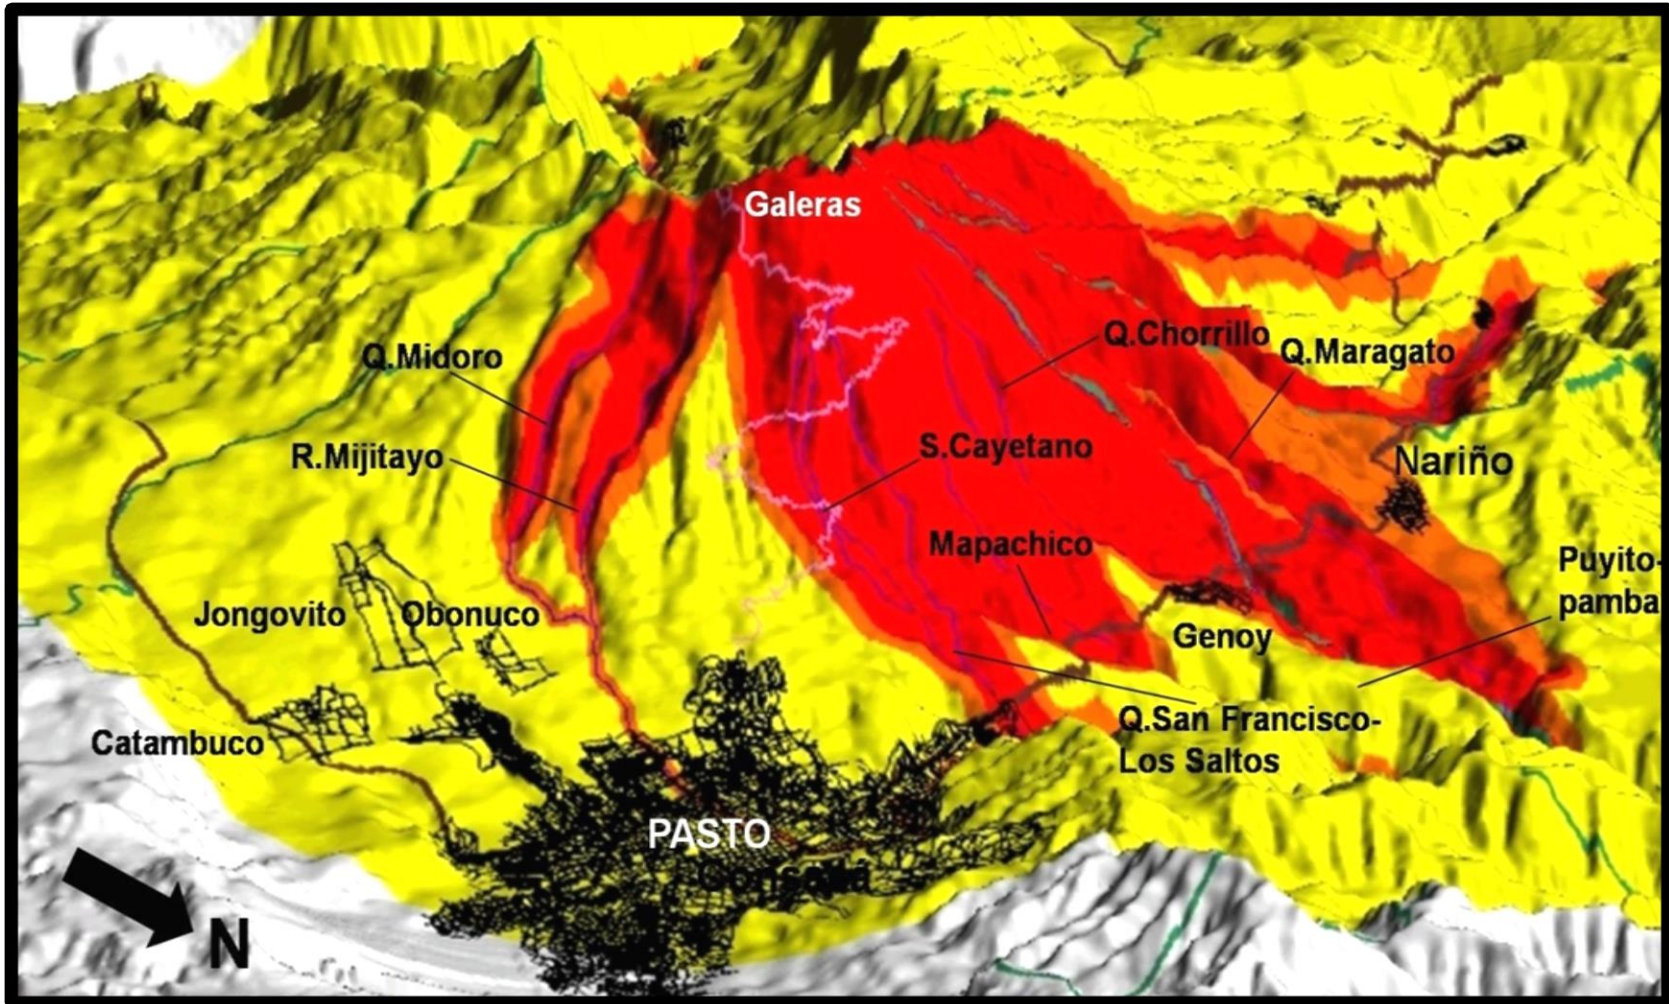 Galeras
Q.Midoro
Q.Chorrillo
Q.Maragato
R.Mijitayo
S.Cayetano
Nariño
Mapachico
Puyito-
pamba
Jongovito
Obonuco
Genoy
Catambuco
Q.San Francisco-
Los Saltos
PASTO
N